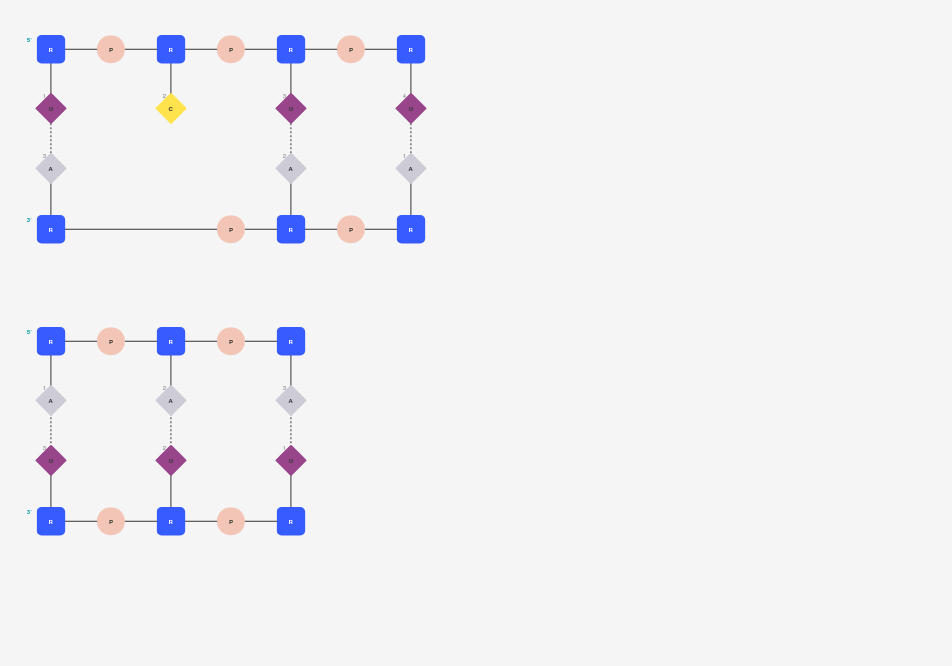 5'
R P R P R P R
1 2 3 4
U C U U
3 2 1
A A A
3'
R P R P R
5'
R P R P R
1 2 3
A A A
3 2 1
U U U
3'
R P R P R